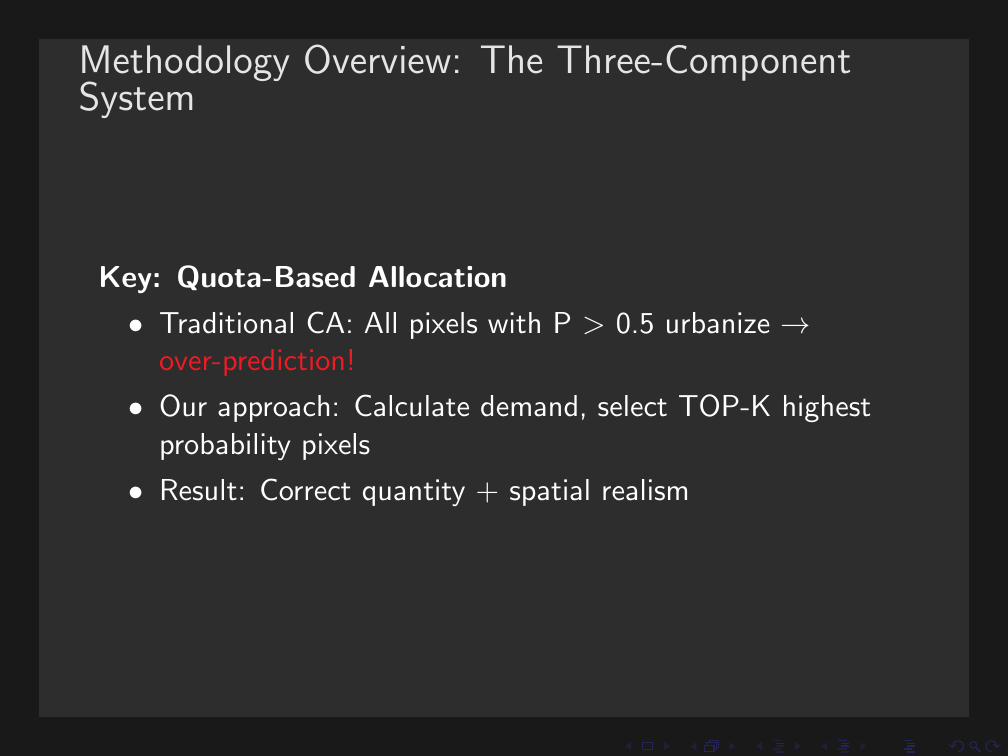 Methodology Overview: The Three-Component
System
Key: Quota-Based Allocation
• Traditional CA: All pixels with P > 0.5 urbanize →
over-prediction!
• Our approach: Calculate demand, select TOP-K highest
probability pixels
• Result: Correct quantity + spatial realism